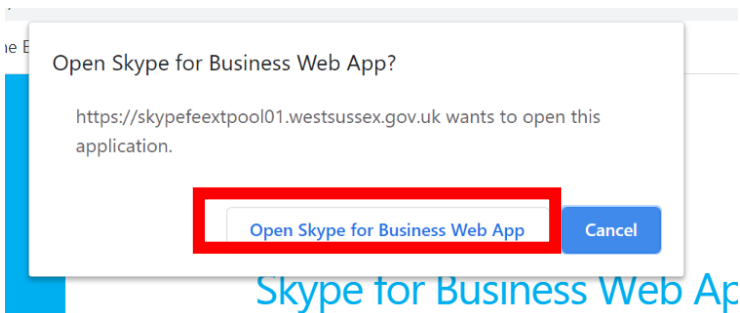 Open Skype for Business Web App?
https://skypefeextpool01.westsussex.gov.uk wants to open this
application.
Open Skype for Business Web App
Cancel
Skype for Business Web Ap